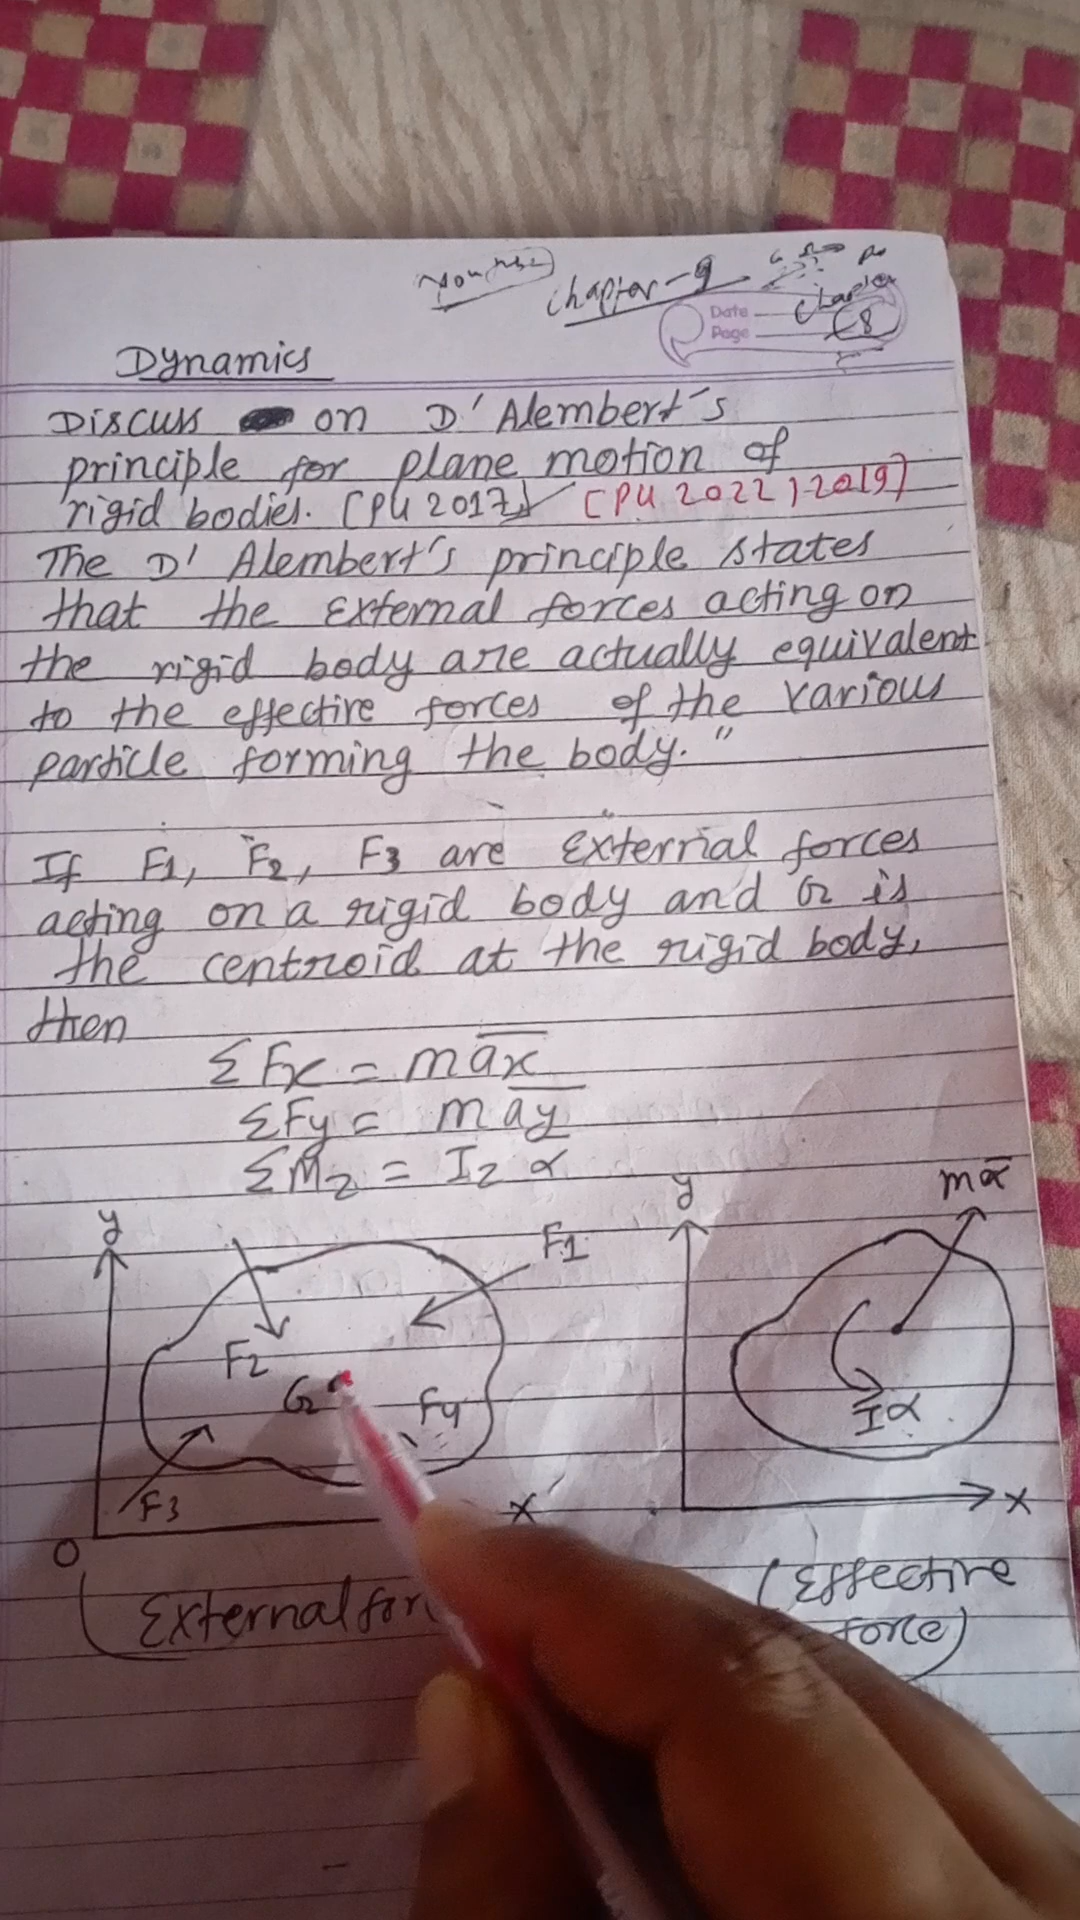 Chapter-9
Chapter
8
Date
Page
Dynamics
Discuss on D'Alembert's
principle for plane motion of
rigid bodies. [PU 2017] [PU 2022, 2019]
The D' Alembert's principle states
that the external forces acting on
the rigid body are actually equivalent
to the effective forces of the various
particle forming the body."
If F1, F2, F3 are external forces
acting on a rigid body and G is
the centroid at the rigid body,
then
ΣFx = m a̅x̅
ΣFy = m a̅y̅
ΣMz = Iz α
y
F1
F2
G
F4
F3
O
x
(External for
y
mα̅
I̅α
x
(Effective
force)